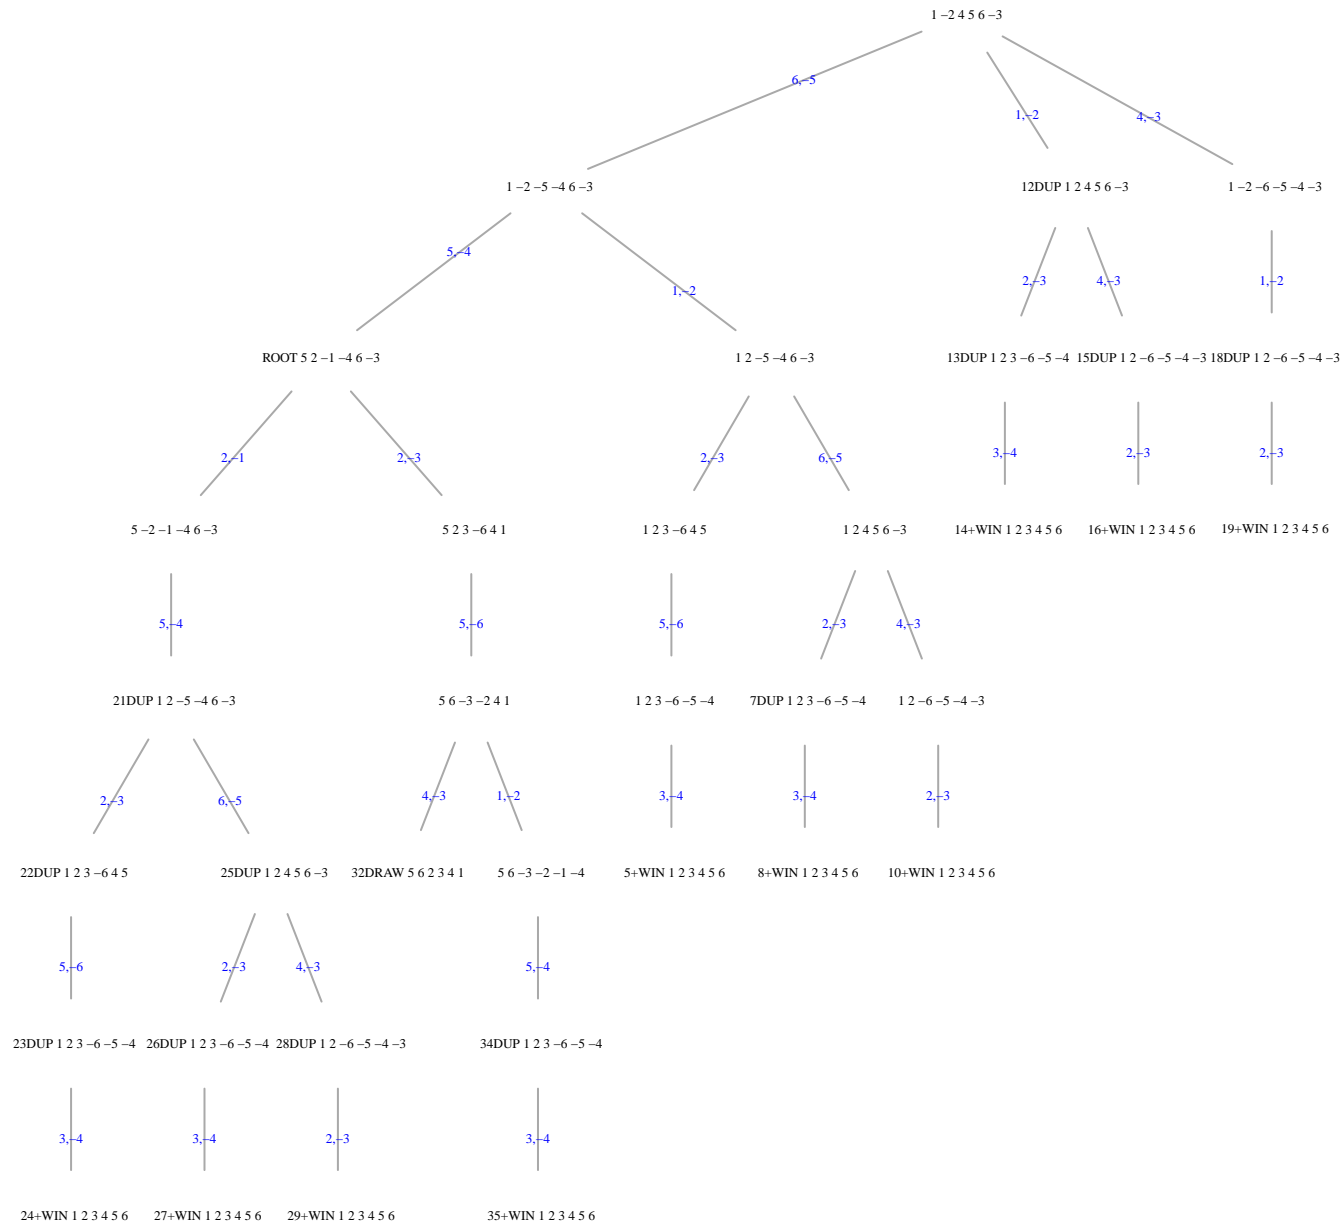 1 −2 4 5 6 −3
6,−5
1,−2
4,−3
1 −2 −5 −4 6 −3
12DUP 1 2 4 5 6 −3
1 −2 −6 −5 −4 −3
5,−4
1,−2
2,−3
4,−3
1,−2
ROOT 5 2 −1 −4 6 −3
1 2 −5 −4 6 −3
13DUP 1 2 3 −6 −5 −4
15DUP 1 2 −6 −5 −4 −3
18DUP 1 2 −6 −5 −4 −3
2,−1
2,−3
2,−3
6,−5
3,−4
2,−3
2,−3
5 −2 −1 −4 6 −3
5 2 3 −6 4 1
1 2 3 −6 4 5
1 2 4 5 6 −3
14+WIN 1 2 3 4 5 6
16+WIN 1 2 3 4 5 6
19+WIN 1 2 3 4 5 6
5,−4
5,−6
5,−6
2,−3
4,−3
21DUP 1 2 −5 −4 6 −3
5 6 −3 −2 4 1
1 2 3 −6 −5 −4
7DUP 1 2 3 −6 −5 −4
1 2 −6 −5 −4 −3
2,−3
6,−5
4,−3
1,−2
3,−4
3,−4
2,−3
22DUP 1 2 3 −6 4 5
25DUP 1 2 4 5 6 −3
32DRAW 5 6 2 3 4 1
5 6 −3 −2 −1 −4
5+WIN 1 2 3 4 5 6
8+WIN 1 2 3 4 5 6
10+WIN 1 2 3 4 5 6
5,−6
2,−3
4,−3
5,−4
23DUP 1 2 3 −6 −5 −4
26DUP 1 2 3 −6 −5 −4
28DUP 1 2 −6 −5 −4 −3
34DUP 1 2 3 −6 −5 −4
3,−4
3,−4
2,−3
3,−4
24+WIN 1 2 3 4 5 6
27+WIN 1 2 3 4 5 6
29+WIN 1 2 3 4 5 6
35+WIN 1 2 3 4 5 6